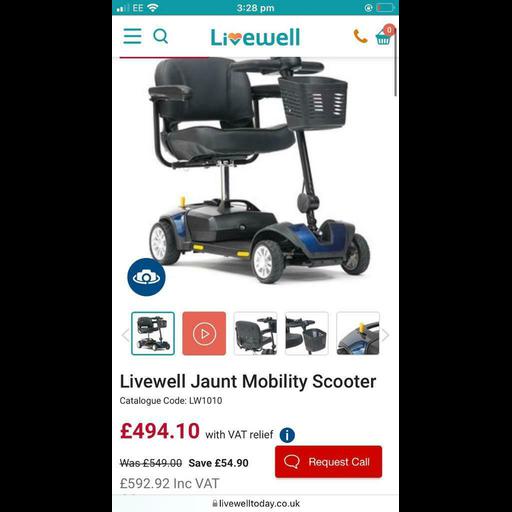 EE 3:28 pm
Livewell
0
Livewell Jaunt Mobility Scooter
Catalogue Code: LW1010
£494.10 with VAT relief i
Was £549.00 Save £54.90
Request Call
£592.92 Inc VAT
livewelltoday.co.uk